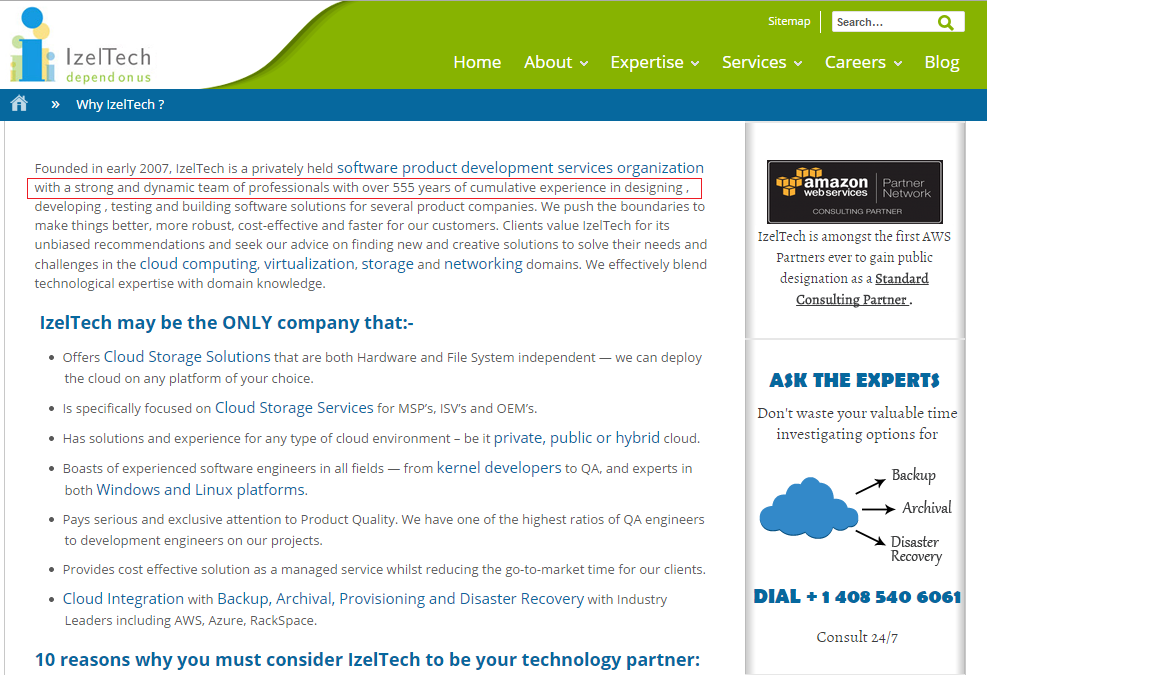 IzelTech
depend on us
Sitemap
Search...
Home About Expertise Services Careers Blog
» Why IzelTech ?
Founded in early 2007, IzelTech is a privately held software product development services organization
with a strong and dynamic team of professionals with over 555 years of cumulative experience in designing ,
developing , testing and building software solutions for several product companies. We push the boundaries to
make things better, more robust, cost-effective and faster for our customers. Clients value IzelTech for its
unbiased recommendations and seek our advice on finding new and creative solutions to solve their needs and
challenges in the cloud computing, virtualization, storage and networking domains. We effectively blend
technological expertise with domain knowledge.
IzelTech may be the ONLY company that:-
• Offers Cloud Storage Solutions that are both Hardware and File System independent — we can deploy
the cloud on any platform of your choice.
• Is specifically focused on Cloud Storage Services for MSP's, ISV's and OEM's.
• Has solutions and experience for any type of cloud environment – be it private, public or hybrid cloud.
• Boasts of experienced software engineers in all fields — from kernel developers to QA, and experts in
both Windows and Linux platforms.
• Pays serious and exclusive attention to Product Quality. We have one of the highest ratios of QA engineers
to development engineers on our projects.
• Provides cost effective solution as a managed service whilst reducing the go-to-market time for our clients.
• Cloud Integration with Backup, Archival, Provisioning and Disaster Recovery with Industry
Leaders including AWS, Azure, RackSpace.
10 reasons why you must consider IzelTech to be your technology partner:
amazon
web services
Partner
Network
CONSULTING PARTNER
IzelTech is amongst the first AWS
Partners ever to gain public
designation as a Standard
Consulting Partner .
ASK THE EXPERTS
Don't waste your valuable time
investigating options for
Backup
Archival
Disaster
Recovery
DIAL + 1 408 540 6061
Consult 24/7